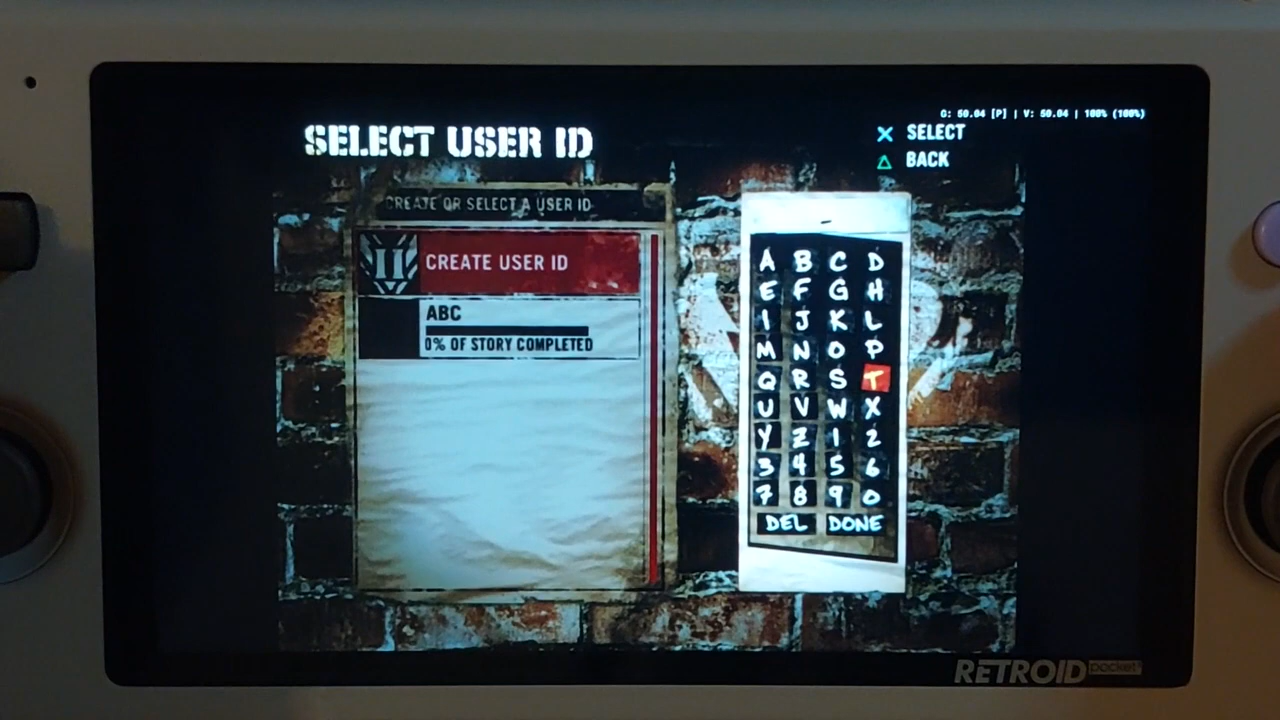 G: 50.04 [P] | V: 50.04 | 100% (100%)
SELECT USER ID
SELECT
BACK
CREATE OR SELECT A USER ID
CREATE USER ID
ABC
0% OF STORY COMPLETED
A B C D
E F G H
I J K L
M N O P
Q R S T
U V W X
Y Z 1 2
3 4 5 6
7 8 9 0
DEL DONE
RETROID pocket